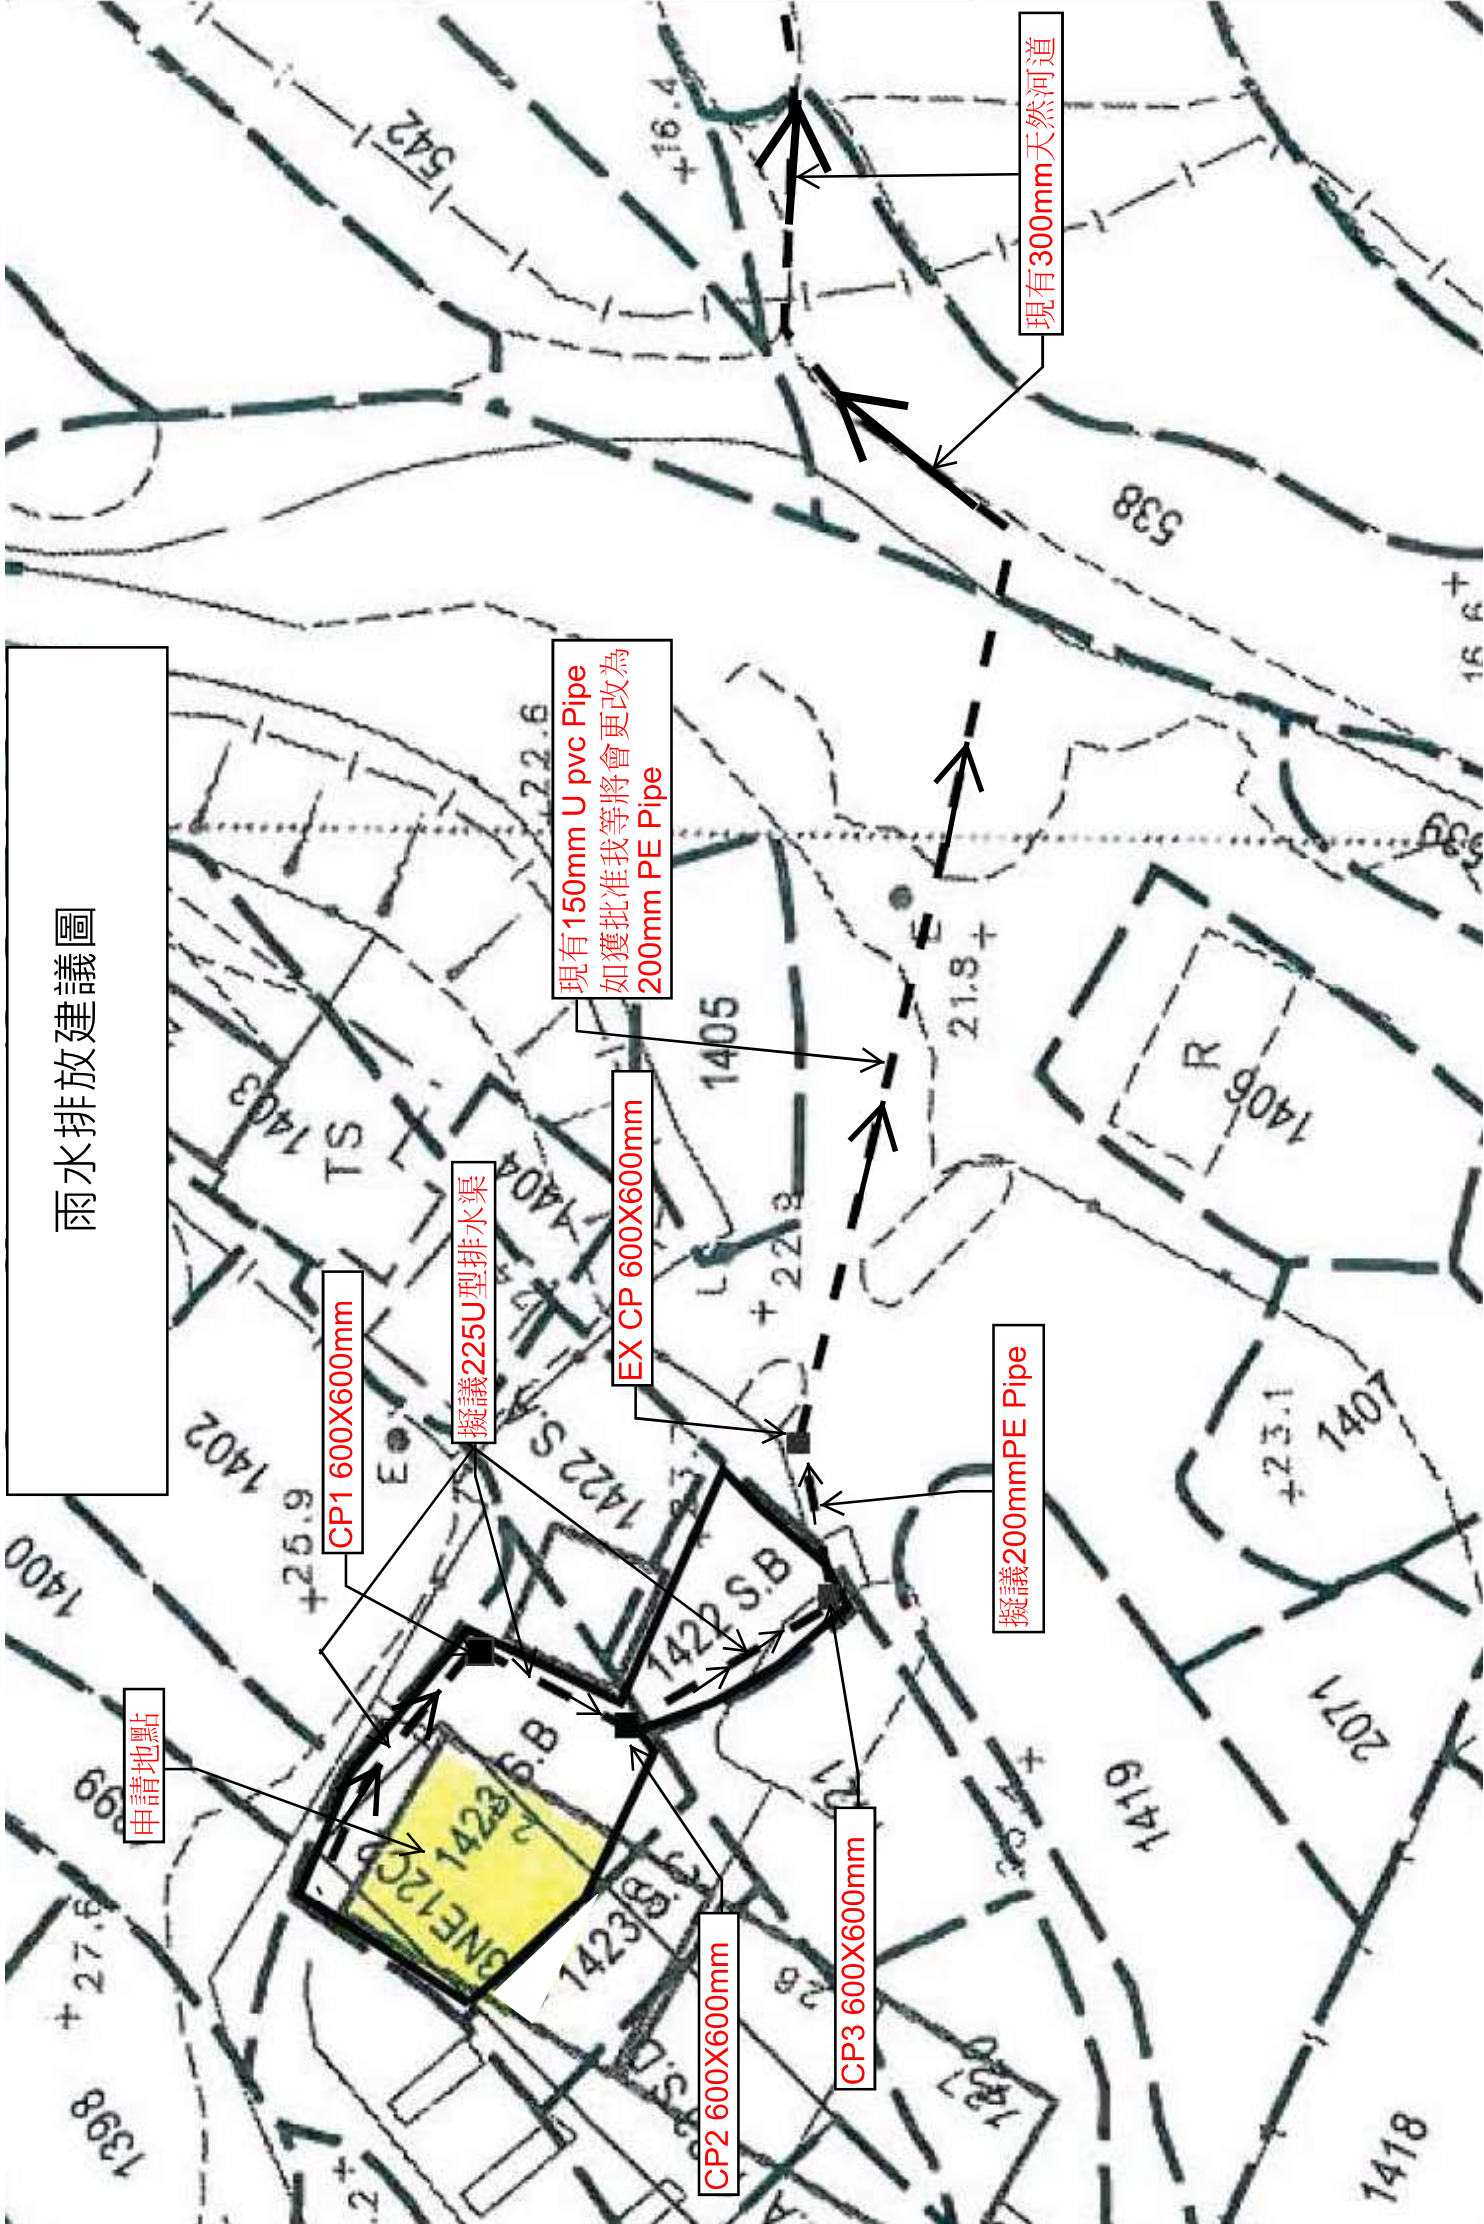 雨水排放建議圖
申請地點
CP1 600X600mm
擬議225U型排水渠
EX CP 600X600mm
現有150mm U pvc Pipe
如獲批准我等將會更改為
200mm PE Pipe
現有300mm天然河道
CP2 600X600mm
CP3 600X600mm
擬議200mmPE Pipe
1398
1400
1402
1403
TS
1404
1405
1406
R
1407
542
538
1418
1419
2071
1422 S.B
1422 S.
1423
S.B
3NE12C
E
+27.6
+25.9
22.6
+16.4
21.8+
+23.1